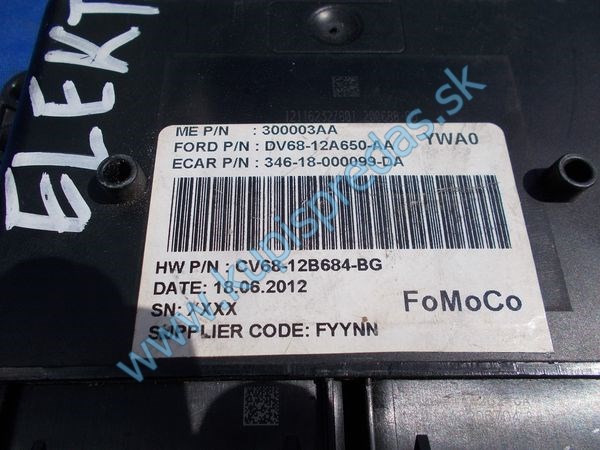 ELEKT
ME P/N : 300003AA
FORD P/N : DV68-12A650-AA YWA0
ECAR P/N : 346-18-000099-DA
HW P/N : CV68-12B684-BG
DATE: 18.06.2012
SN: XXXX
FoMoCo
SUPPLIER CODE: FYYNN
www.kupispredas.sk